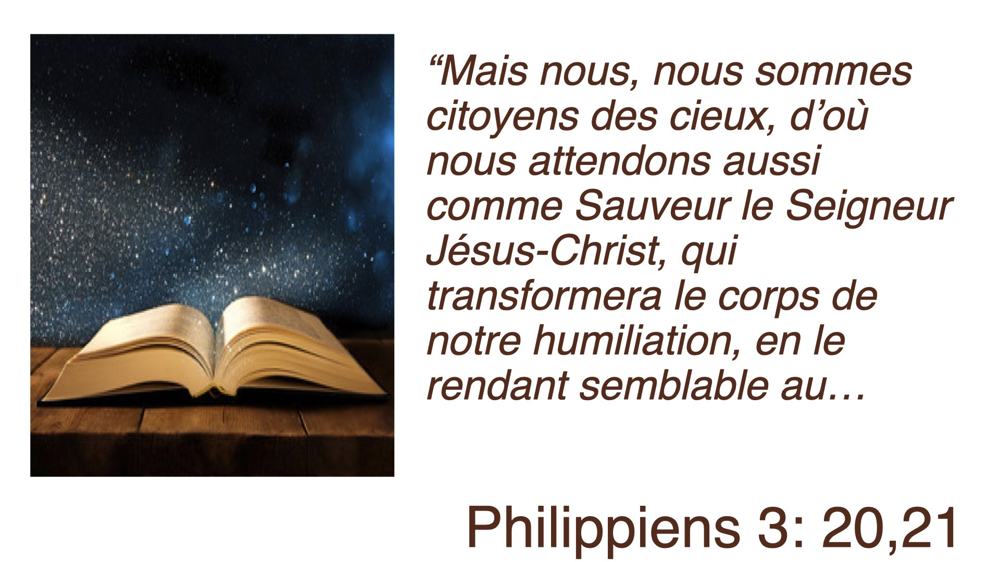 “Mais nous, nous sommes
citoyens des cieux, d’où
nous attendons aussi
comme Sauveur le Seigneur
Jésus-Christ, qui
transformera le corps de
notre humiliation, en le
rendant semblable au…
Philippiens 3: 20,21